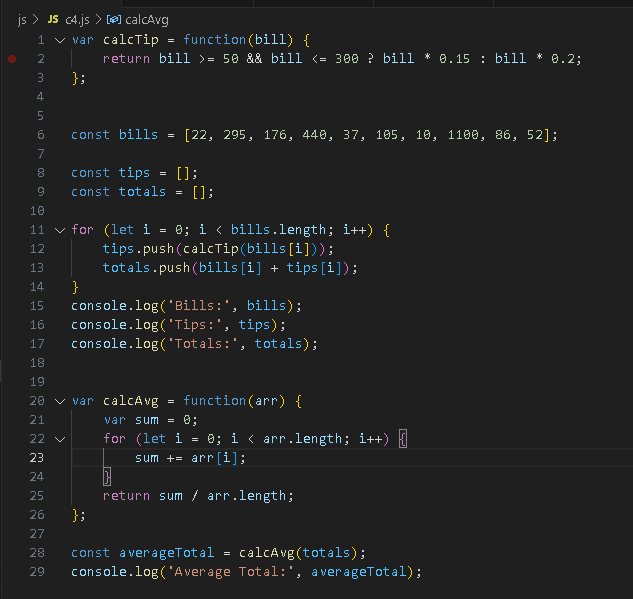 js > JS c4.js > calcAvg
1 var calcTip = function(bill) {
2 return bill >= 50 && bill <= 300 ? bill * 0.15 : bill * 0.2;
3 };
4
5
6 const bills = [22, 295, 176, 440, 37, 105, 10, 1100, 86, 52];
7
8 const tips = [];
9 const totals = [];
10
11 for (let i = 0; i < bills.length; i++) {
12 tips.push(calcTip(bills[i]));
13 totals.push(bills[i] + tips[i]);
14 }
15 console.log('Bills:', bills);
16 console.log('Tips:', tips);
17 console.log('Totals:', totals);
18
19
20 var calcAvg = function(arr) {
21 var sum = 0;
22 for (let i = 0; i < arr.length; i++) {
23 sum += arr[i];
24 }
25 return sum / arr.length;
26 };
27
28 const averageTotal = calcAvg(totals);
29 console.log('Average Total:', averageTotal);